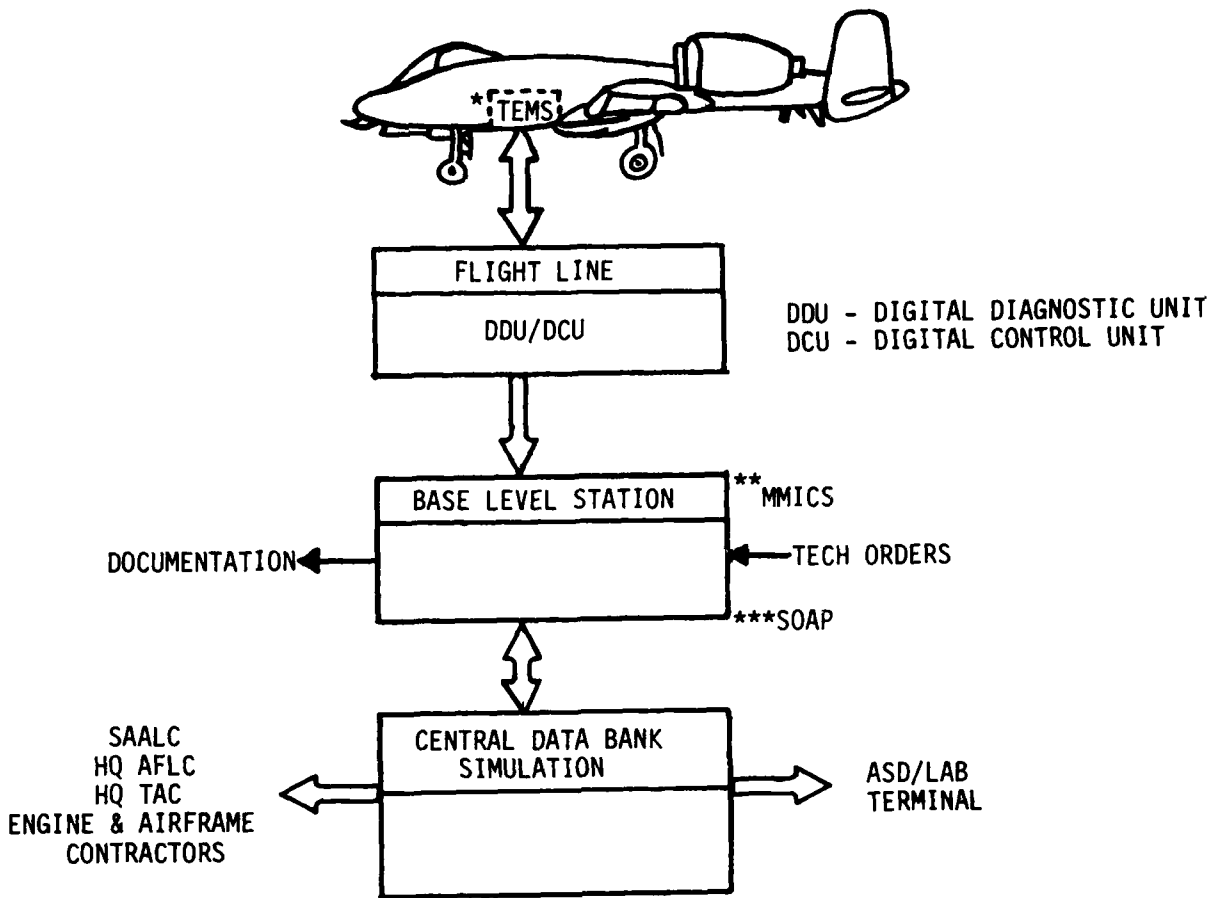 * TEMS
FLIGHT LINE
DDU/DCU
DDU - DIGITAL DIAGNOSTIC UNIT
DCU - DIGITAL CONTROL UNIT
BASE LEVEL STATION
**MMICS
DOCUMENTATION
TECH ORDERS
***SOAP
CENTRAL DATA BANK
SIMULATION
SAALC
HQ AFLC
HQ TAC
ENGINE & AIRFRAME
CONTRACTORS
ASD/LAB
TERMINAL